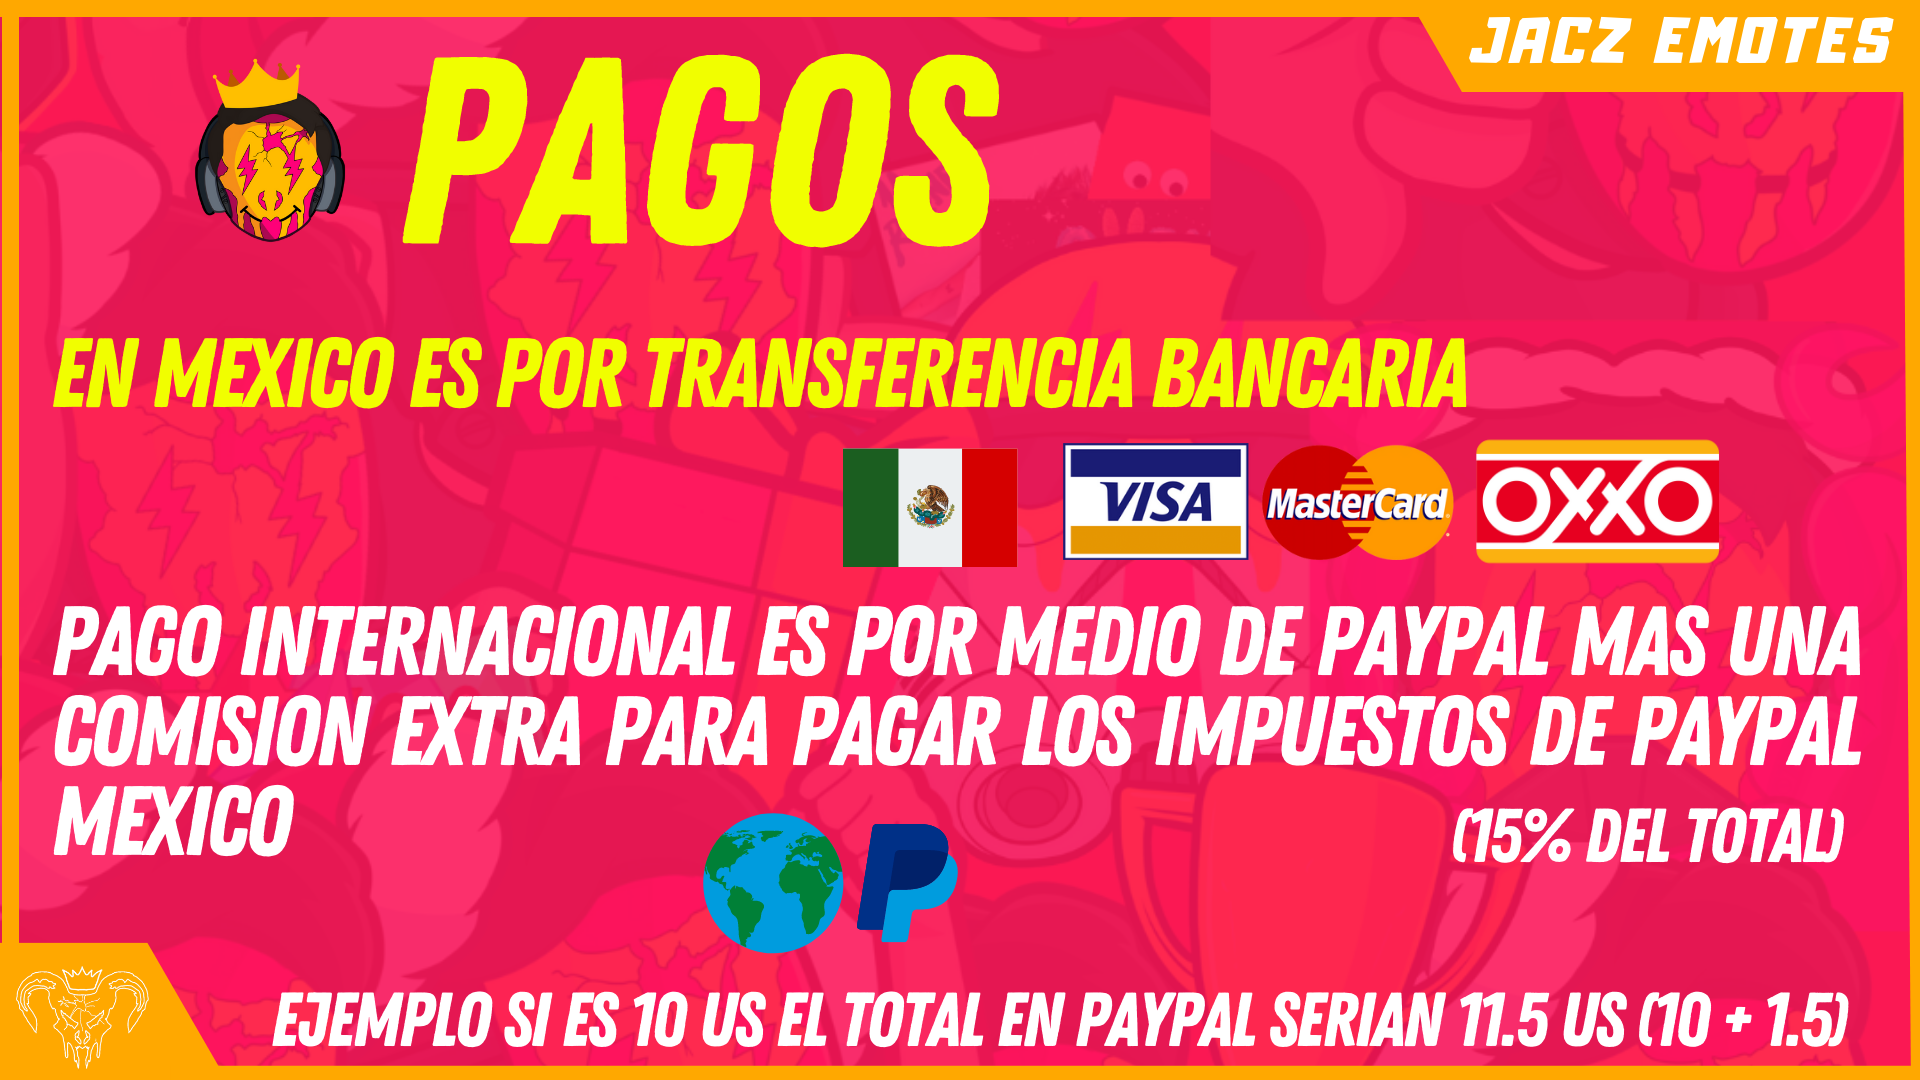 JACZ EMOTES
PAGOS
EN MEXICO ES POR TRANSFERENCIA BANCARIA
VISA MasterCard OXXO
PAGO INTERNACIONAL ES POR MEDIO DE PAYPAL MAS UNA
COMISION EXTRA PARA PAGAR LOS IMPUESTOS DE PAYPAL
MEXICO
(15% DEL TOTAL)
EJEMPLO SI ES 10 US EL TOTAL EN PAYPAL SERIAN 11.5 US (10 + 1.5)